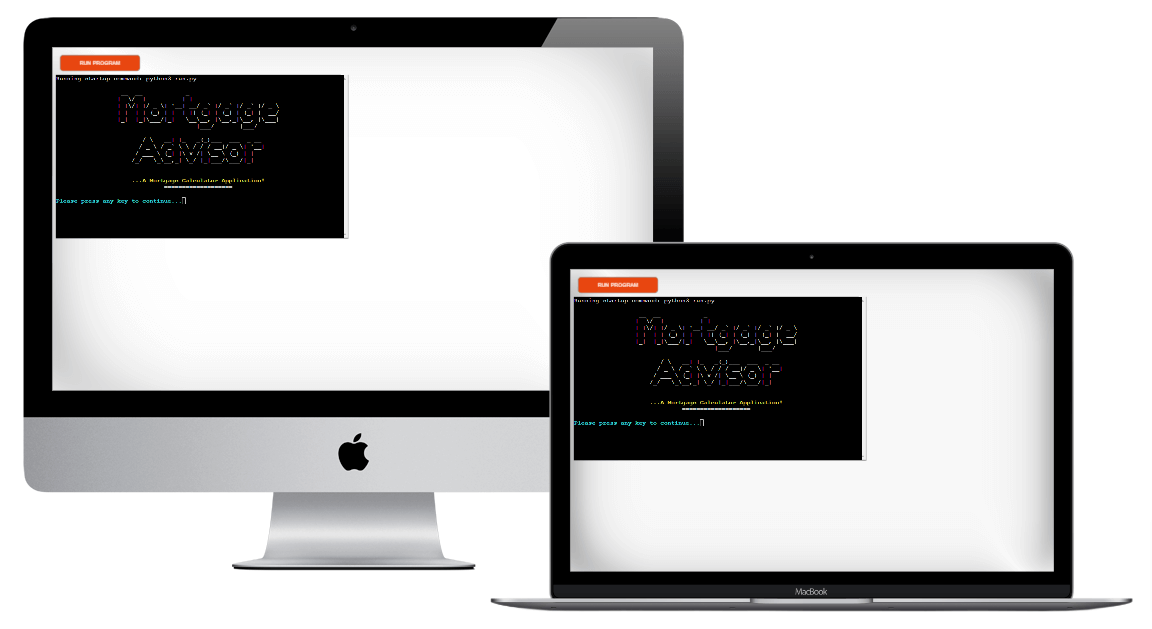 RUN PROGRAM
Running startup command: python3 run.py
Mortgage
Advisor
...A Mortgage Calculator Application!
===================
Please press any key to continue...
RUN PROGRAM
Running startup command: python3 run.py
Mortgage
Advisor
...A Mortgage Calculator Application!
===================
Please press any key to continue...
MacBook